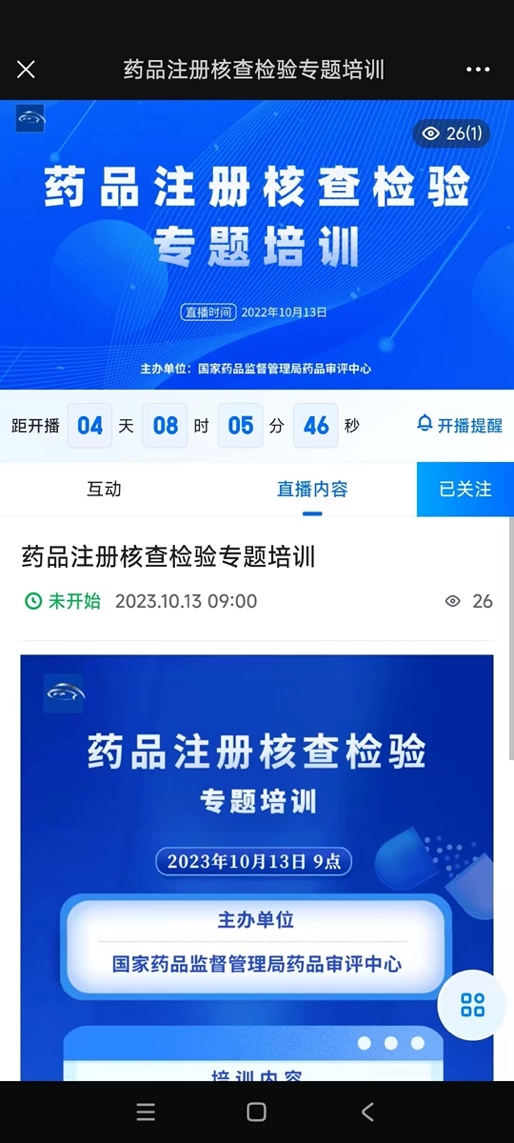 药品注册核查检验专题培训
26(1)
药品注册核查检验
专题培训
直播时间 2022年10月13日
主办单位：国家药品监督管理局药品审评中心
距开播 04 天 08 时 05 分 46 秒 开播提醒
互动 直播内容 已关注
药品注册核查检验专题培训
未开始 2023.10.13 09:00 26
药品注册核查检验
专题培训
2023年10月13日 9点
主办单位
国家药品监督管理局药品审评中心
培训内容